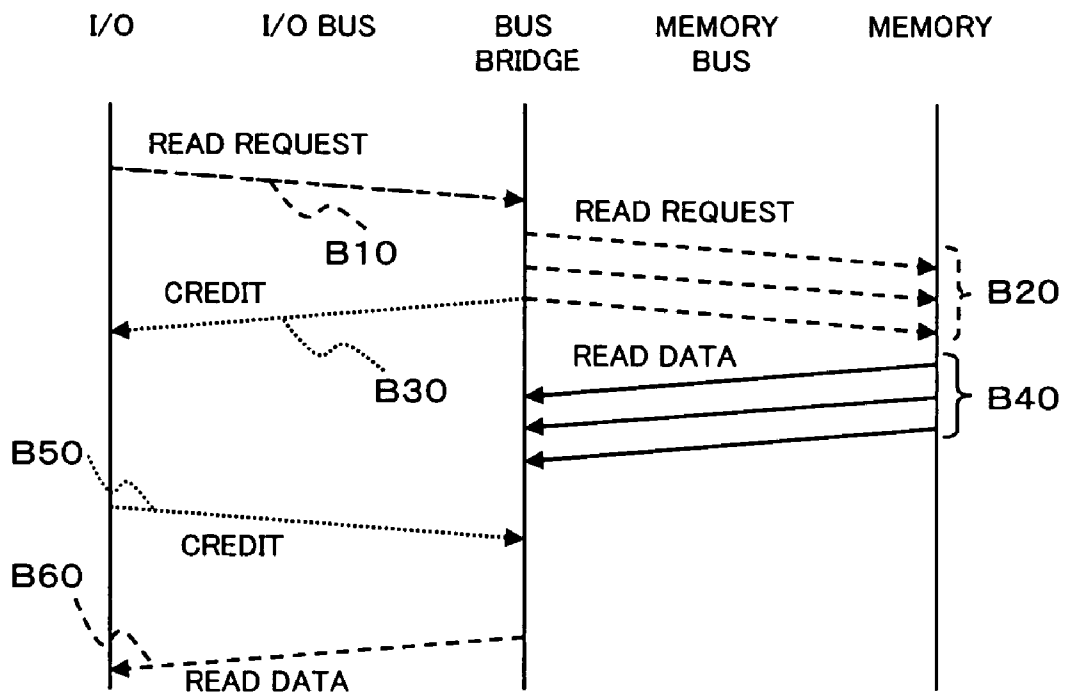 I/O
I/O BUS
BUS
BRIDGE
MEMORY
BUS
MEMORY
READ REQUEST
B10
READ REQUEST
B20
CREDIT
B30
READ DATA
B40
B50
CREDIT
B60
READ DATA